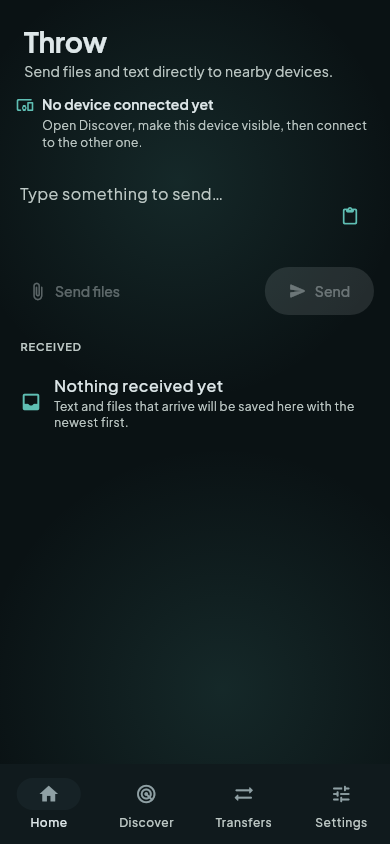 Throw
Send files and text directly to nearby devices.
No device connected yet
Open Discover, make this device visible, then connect
to the other one.
Type something to send…
Send files
Send
RECEIVED
Nothing received yet
Text and files that arrive will be saved here with the
newest first.
Home
Discover
Transfers
Settings